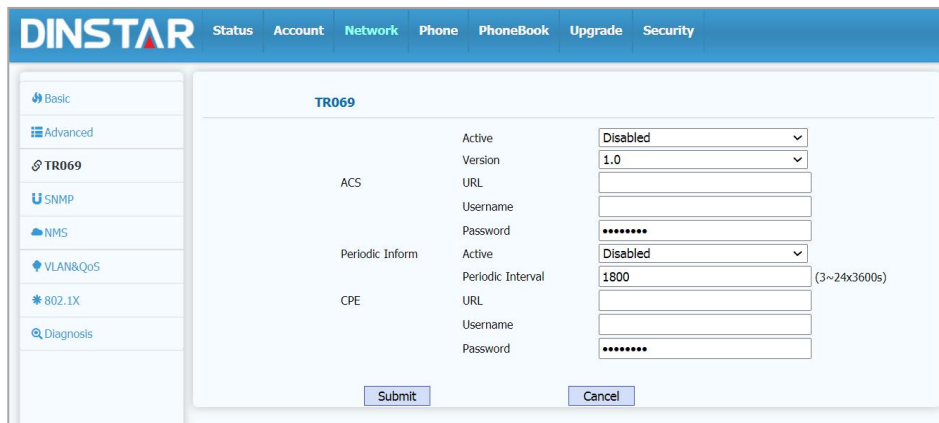 DINSTAR Status Account Network Phone PhoneBook Upgrade Security
Basic
Advanced
TR069
SNMP
NMS
VLAN&QoS
802.1X
Diagnosis
TR069
Active Disabled
Version 1.0
ACS URL
Username
Password ••••••••
Periodic Inform Active Disabled
Periodic Interval 1800 (3~24x3600s)
CPE URL
Username
Password ••••••••
Submit Cancel